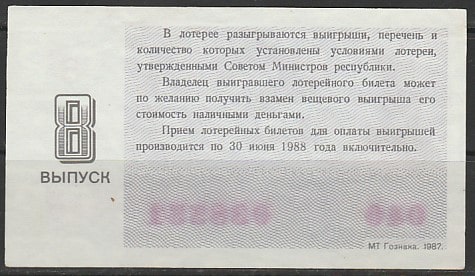 В лотерее разыгрываются выигрыши, перечень и
количество которых установлены условиями лотереи,
утвержденными Советом Министров республики.
Владелец выигравшего лотерейного билета может
по желанию получить взамен вещевого выигрыша его
стоимость наличными деньгами.
Прием лотерейных билетов для оплаты выигрышей
производится по 30 июня 1988 года включительно.
8
ВЫПУСК
МТ Гознака. 1987.